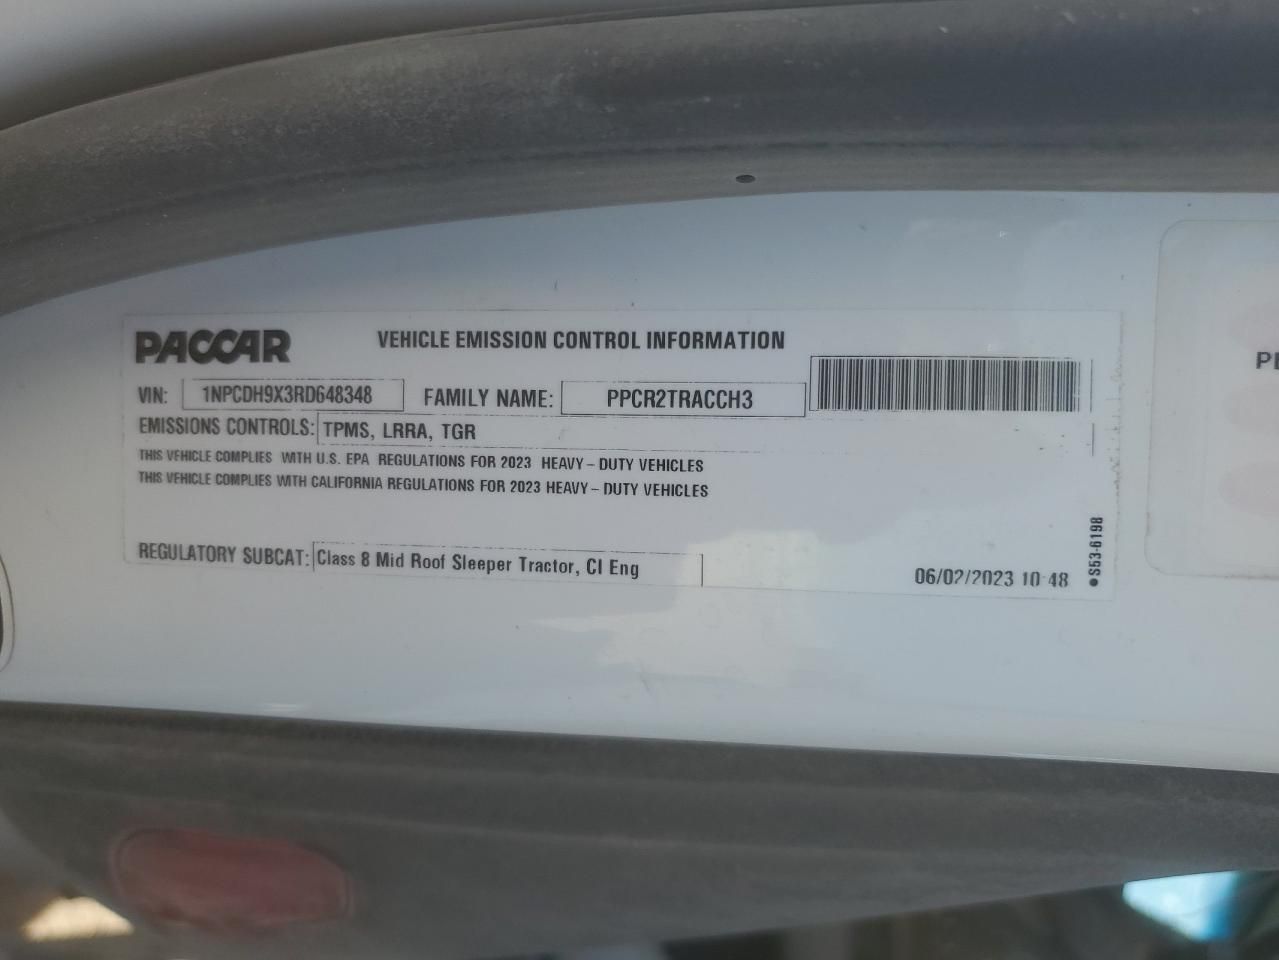 PACCAR VEHICLE EMISSION CONTROL INFORMATION
VIN: 1NPCDH9X3RD648348 FAMILY NAME: PPCR2TRACCH3
EMISSIONS CONTROLS: TPMS, LRRA, TGR
THIS VEHICLE COMPLIES WITH U.S. EPA REGULATIONS FOR 2023 HEAVY-DUTY VEHICLES
THIS VEHICLE COMPLIES WITH CALIFORNIA REGULATIONS FOR 2023 HEAVY-DUTY VEHICLES
REGULATORY SUBCAT: Class 8 Mid Roof Sleeper Tractor, CI Eng
06/02/2023 10:48
●S53-6198